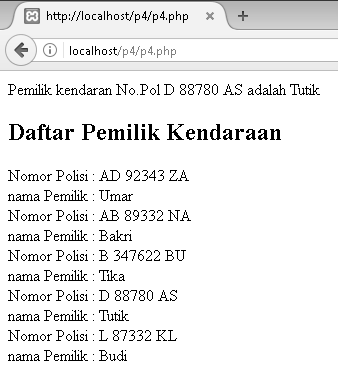 http://localhost/p4/p4.php
localhost/p4/p4.php
Pemilik kendaran No.Pol D 88780 AS adalah Tutik
Daftar Pemilik Kendaraan
Nomor Polisi : AD 92343 ZA
nama Pemilik : Umar
Nomor Polisi : AB 89332 NA
nama Pemilik : Bakri
Nomor Polisi : B 347622 BU
nama Pemilik : Tika
Nomor Polisi : D 88780 AS
nama Pemilik : Tutik
Nomor Polisi : L 87332 KL
nama Pemilik : Budi